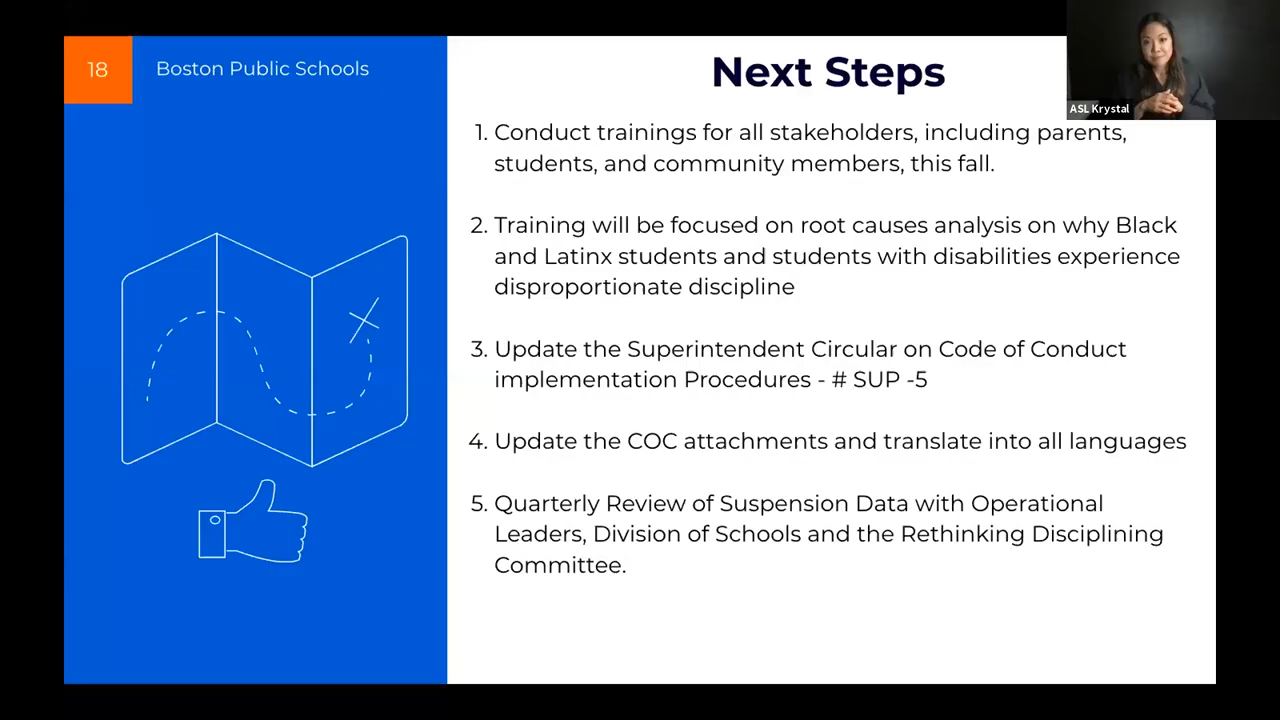 18
Boston Public Schools
Next Steps
ASL Krystal
1. Conduct trainings for all stakeholders, including parents,
students, and community members, this fall.
2. Training will be focused on root causes analysis on why Black
and Latinx students and students with disabilities experience
disproportionate discipline
3. Update the Superintendent Circular on Code of Conduct
implementation Procedures - # SUP -5
4. Update the COC attachments and translate into all languages
5. Quarterly Review of Suspension Data with Operational
Leaders, Division of Schools and the Rethinking Disciplining
Committee.